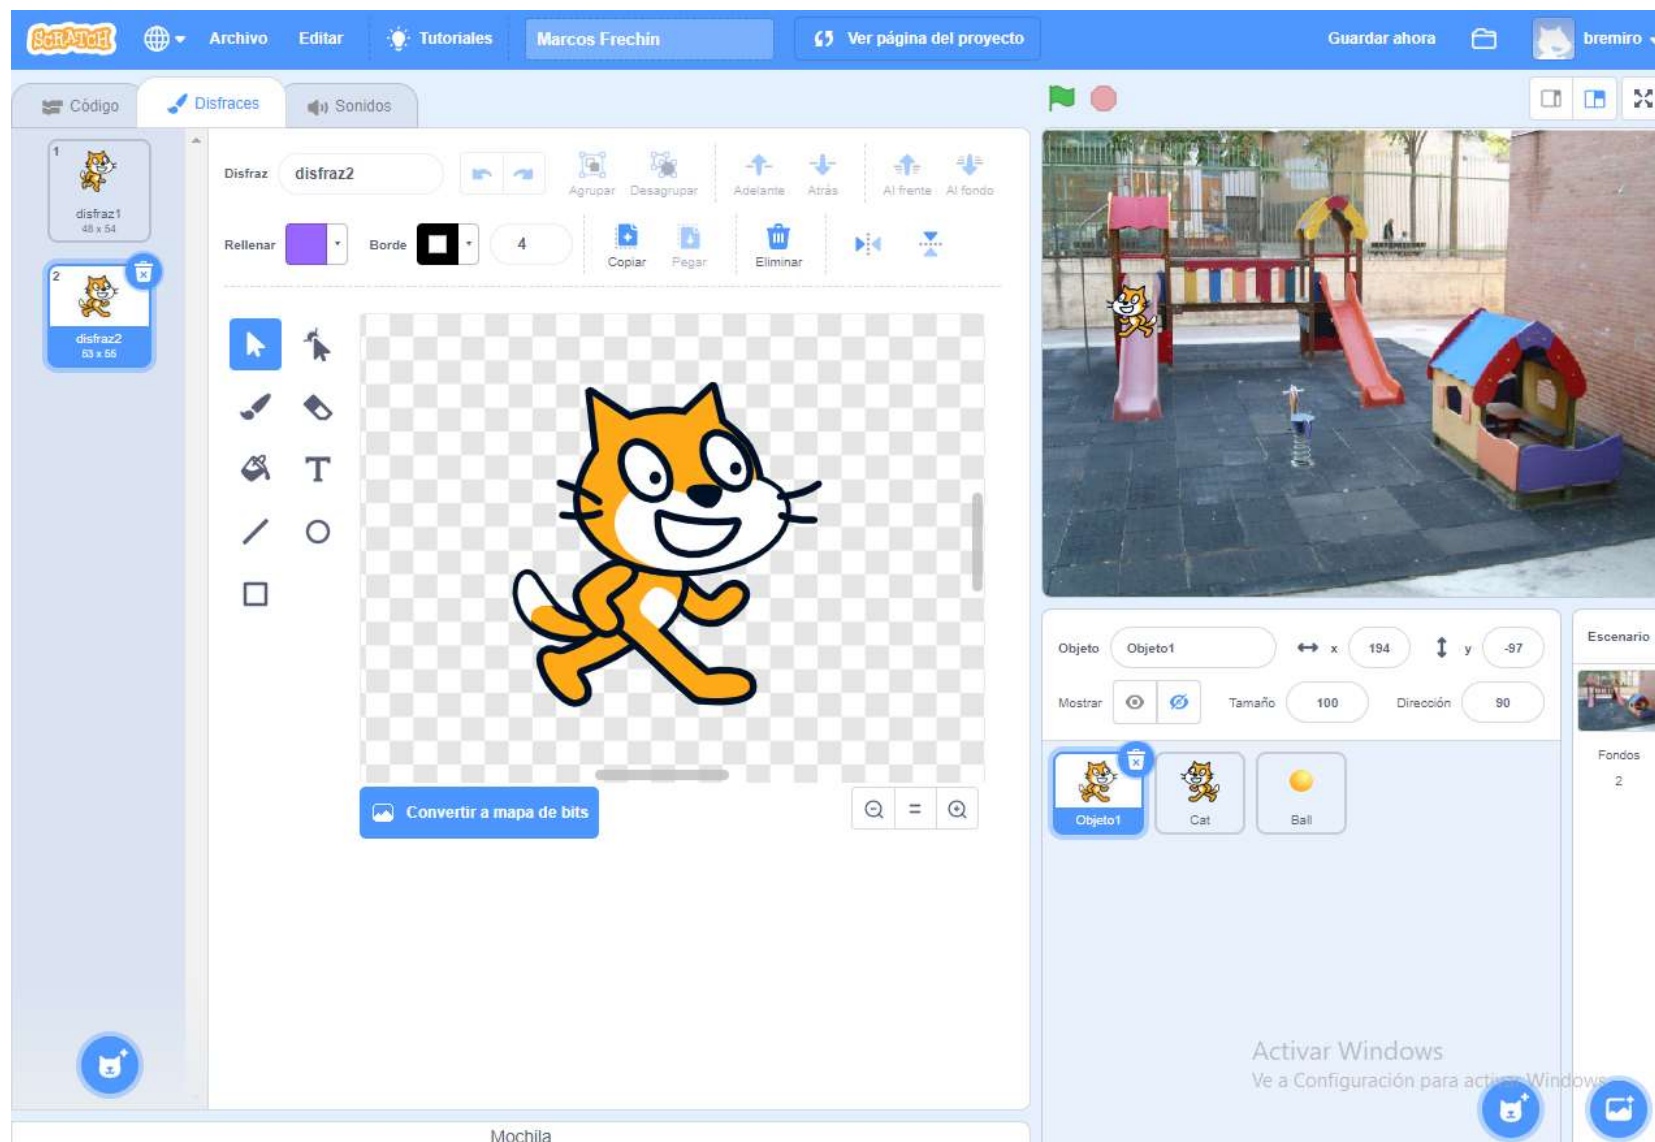 SCRATCH Archivo Editar Tutoriales Marcos Frechín Ver página del proyecto Guardar ahora bremiro
Código Disfraces Sonidos
1
disfraz1
48 x 54
2
disfraz2
53 x 55
Disfraz disfraz2 Agrupar Desagrupar Adelante Atrás Al frente Al fondo
Rellenar Borde 4 Copiar Pegar Eliminar
T
Convertir a mapa de bits
=
Objeto Objeto1 x 194 y -97
Mostrar Tamaño 100 Dirección 90
Objeto1 Cat Ball
Escenario
Fondos
2
Activar Windows
Ve a Configuración para activar Windows.
Mochila